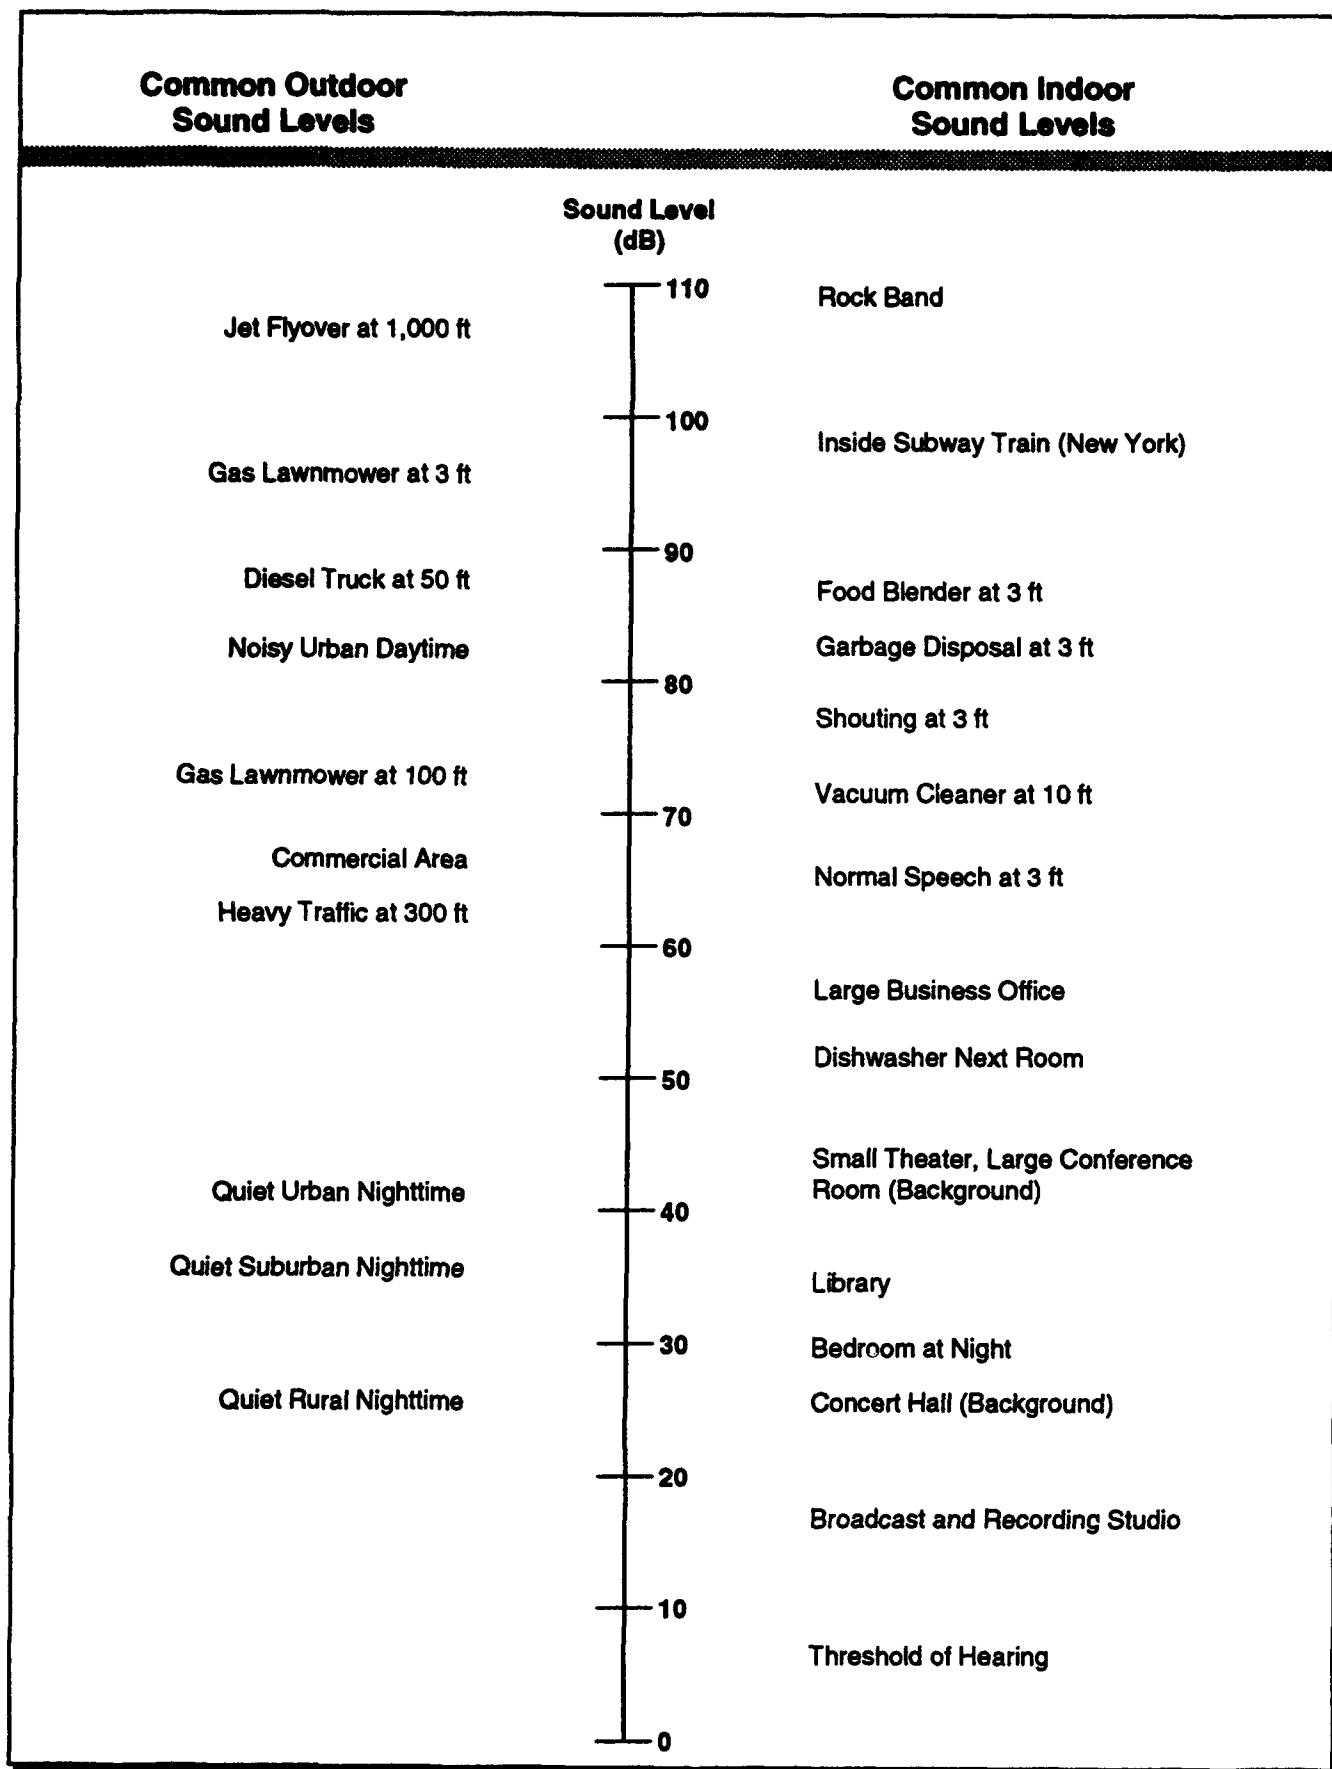 Common Outdoor
Sound Levels
Common Indoor
Sound Levels
Sound Level
(dB)
110
Rock Band
Jet Flyover at 1,000 ft
100
Inside Subway Train (New York)
Gas Lawnmower at 3 ft
90
Diesel Truck at 50 ft
Food Blender at 3 ft
Noisy Urban Daytime
Garbage Disposal at 3 ft
80
Shouting at 3 ft
Gas Lawnmower at 100 ft
Vacuum Cleaner at 10 ft
70
Commercial Area
Normal Speech at 3 ft
Heavy Traffic at 300 ft
60
Large Business Office
Dishwasher Next Room
50
Small Theater, Large Conference
Room (Background)
Quiet Urban Nighttime
40
Quiet Suburban Nighttime
Library
30
Bedroom at Night
Quiet Rural Nighttime
Concert Hall (Background)
20
Broadcast and Recording Studio
10
Threshold of Hearing
0